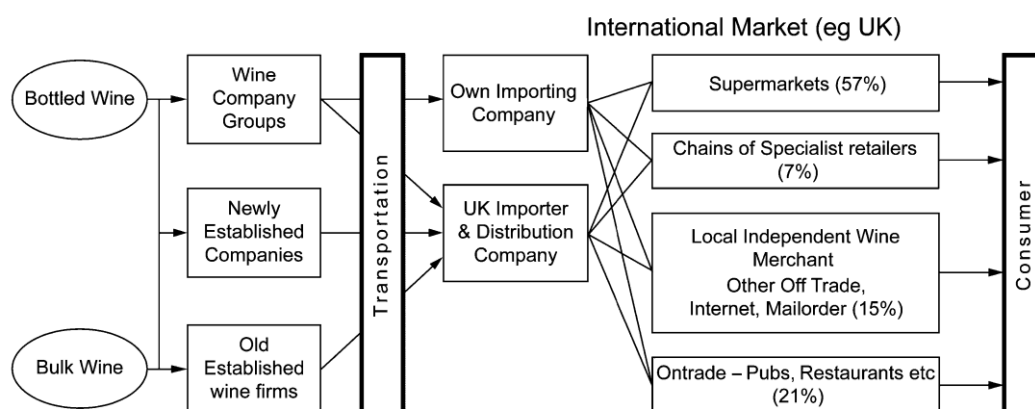 International Market (eg UK)
Bottled Wine
Bulk Wine
Wine
Company
Groups
Newly
Established
Companies
Old
Established
wine firms
Transportation
Own Importing
Company
UK Importer
& Distribution
Company
Supermarkets (57%)
Chains of Specialist retailers
(7%)
Local Independent Wine
Merchant
Other Off Trade,
Internet, Mailorder (15%)
Ontrade – Pubs, Restaurants etc
(21%)
Consumer